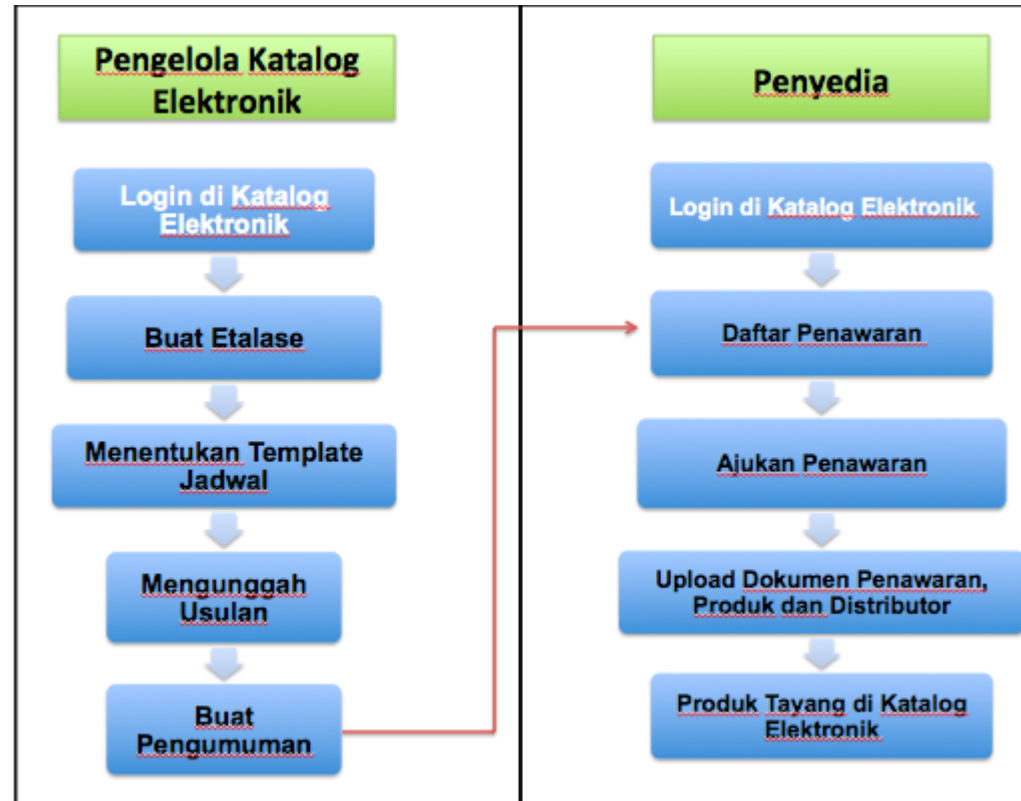 Pengelola Katalog
Elektronik
Login di Katalog
Elektronik
Buat Etalase
Menentukan Template
Jadwal
Mengunggah
Usulan
Buat
Pengumuman
Penyedia
Login di Katalog Elektronik
Daftar Penawaran
Ajukan Penawaran
Upload Dokumen Penawaran,
Produk dan Distributor
Produk Tayang di Katalog
Elektronik